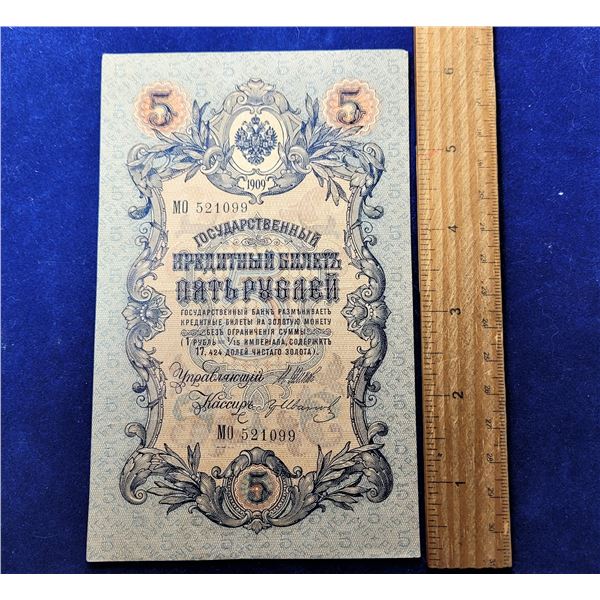 5 5
1909
МО 521099
ГОСУДАРСТВЕННЫЙ
КРЕДИТНЫЙ БИЛЕТЪ
ПЯТЬ РУБЛЕЙ
ГОСУДАРСТВЕННЫЙ БАНКЪ РАЗМѢНИВАЕТЪ
КРЕДИТНЫЕ БИЛЕТЫ НА ЗОЛОТУЮ МОНЕТУ
БЕЗЪ ОГРАНИЧЕНІЯ СУММЫ
(1 РУБЛЬ = 1/15 ИМПЕРІАЛА, СОДЕРЖИТЪ
17,424 ДОЛЕЙ ЧИСТАГО ЗОЛОТА).
Управляющій
Кассиръ
МО 521099
5
6
5
4
3
2
1